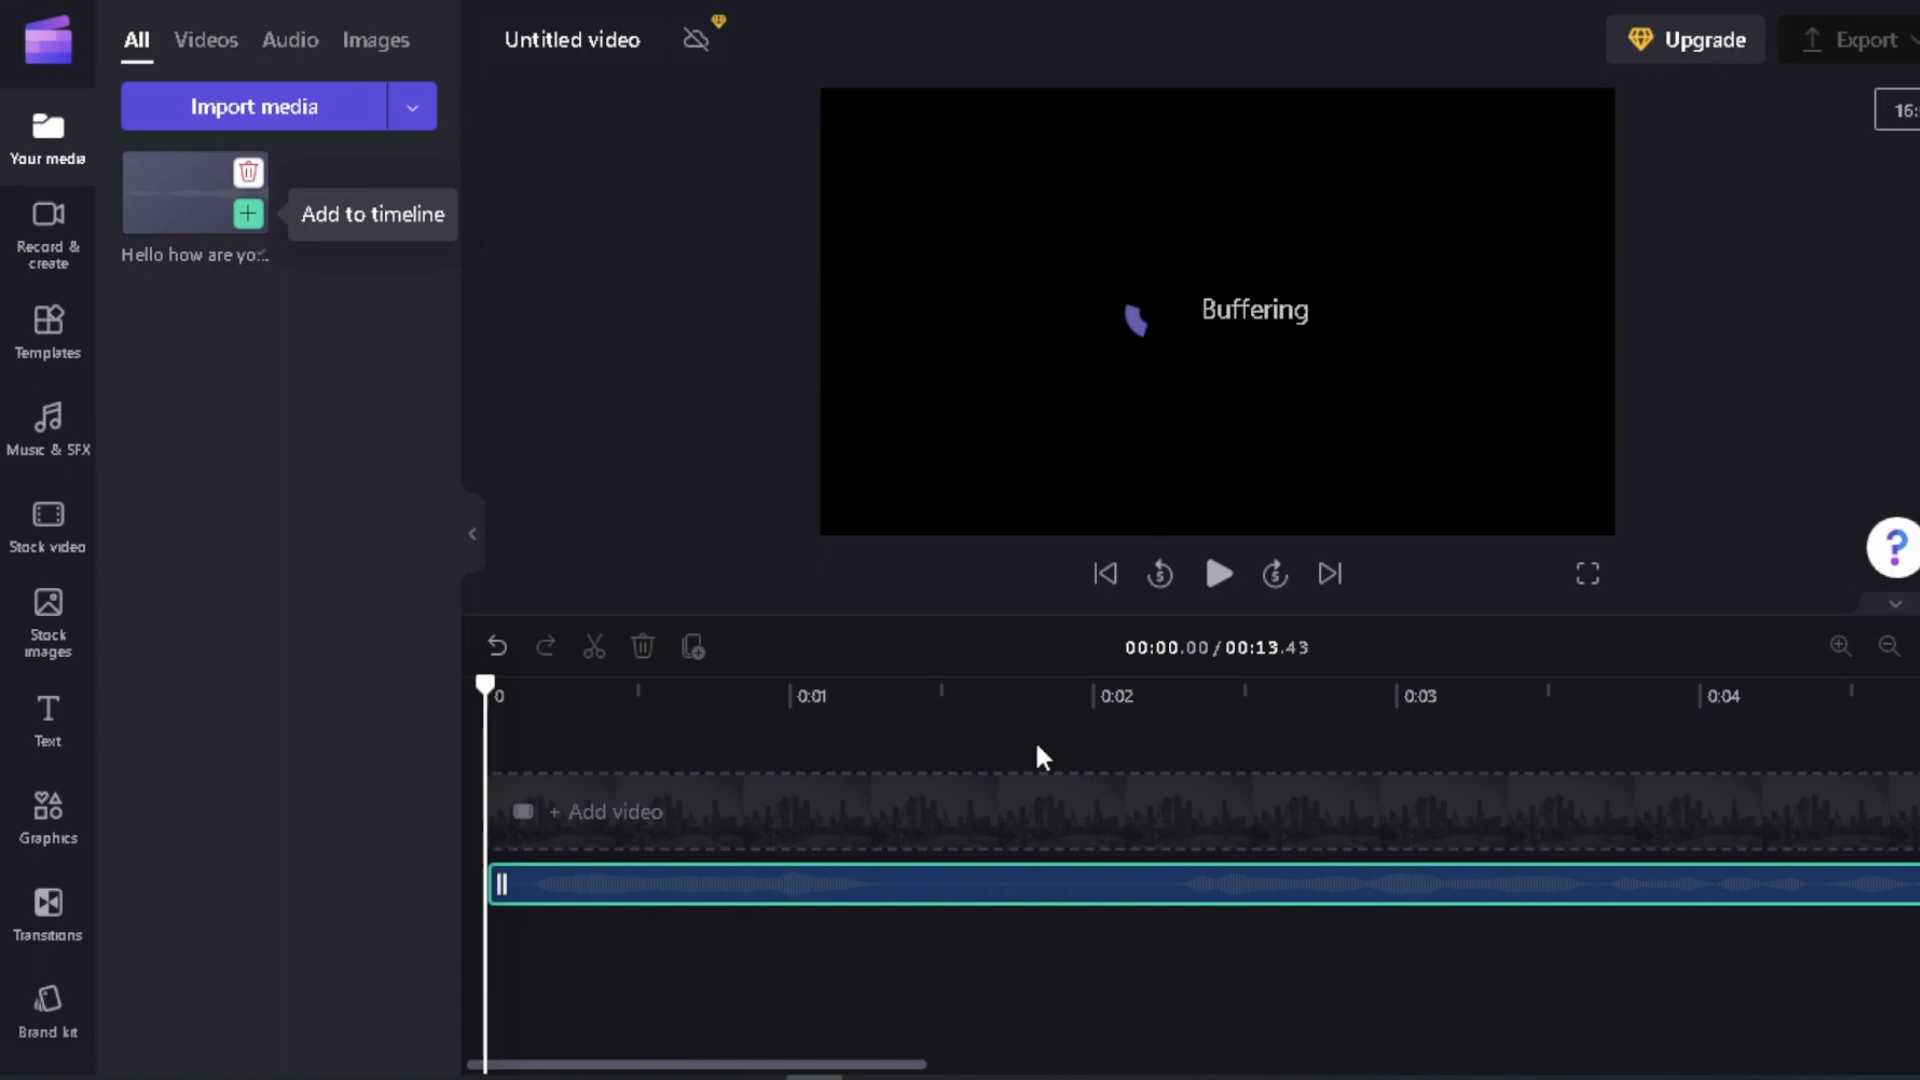 All Videos Audio Images
Untitled video
Upgrade
Export
Import media
16:
Your media
Add to timeline
Hello how are yo...
Record &
create
Buffering
Templates
Music & SFX
Stock video
5
5
?
Stock
images
00:00.00 / 00:13.43
0 0:01 0:02 0:03 0:04
Text
+ Add video
Graphics
Transitions
Brand kit